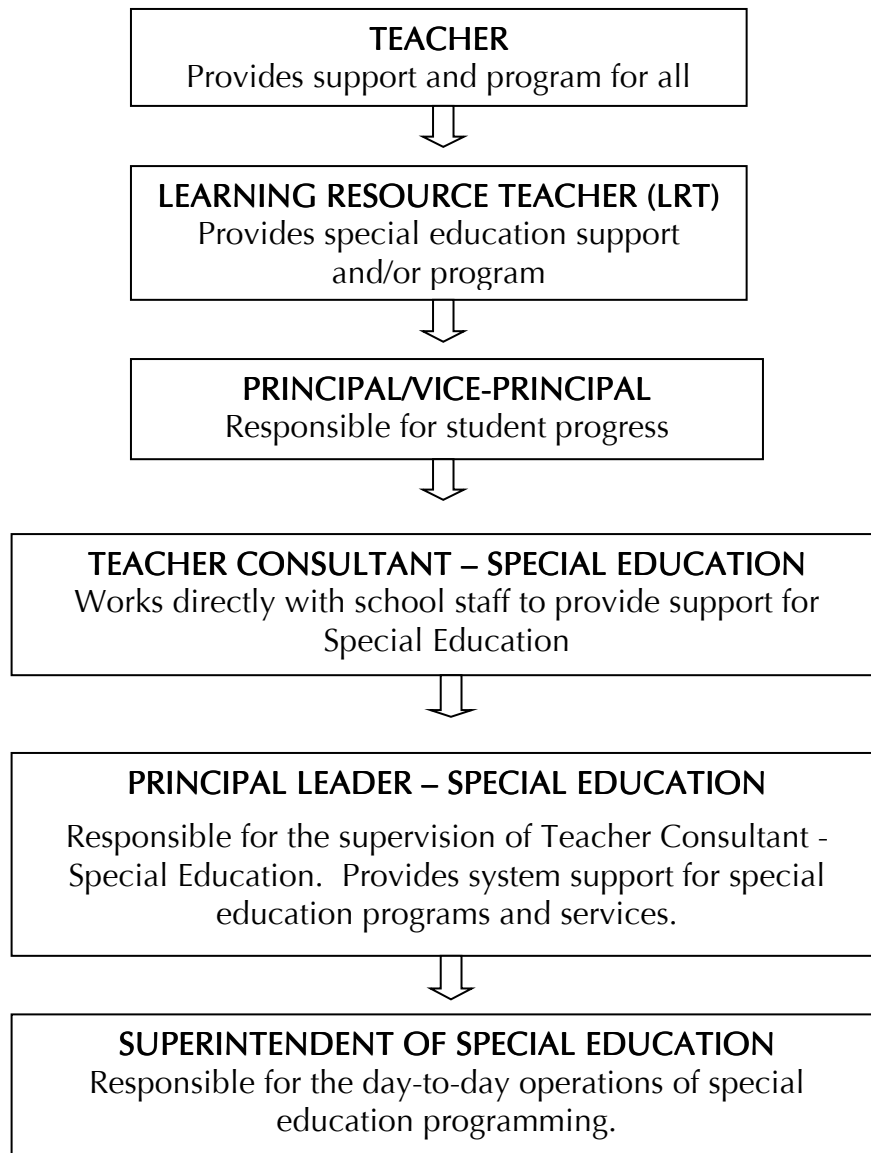 TEACHER
Provides support and program for all
LEARNING RESOURCE TEACHER (LRT)
Provides special education support
and/or program
PRINCIPAL/VICE-PRINCIPAL
Responsible for student progress
TEACHER CONSULTANT – SPECIAL EDUCATION
Works directly with school staff to provide support for
Special Education
PRINCIPAL LEADER – SPECIAL EDUCATION
Responsible for the supervision of Teacher Consultant -
Special Education.  Provides system support for special
education programs and services.
SUPERINTENDENT OF SPECIAL EDUCATION
Responsible for the day-to-day operations of special
education programming.